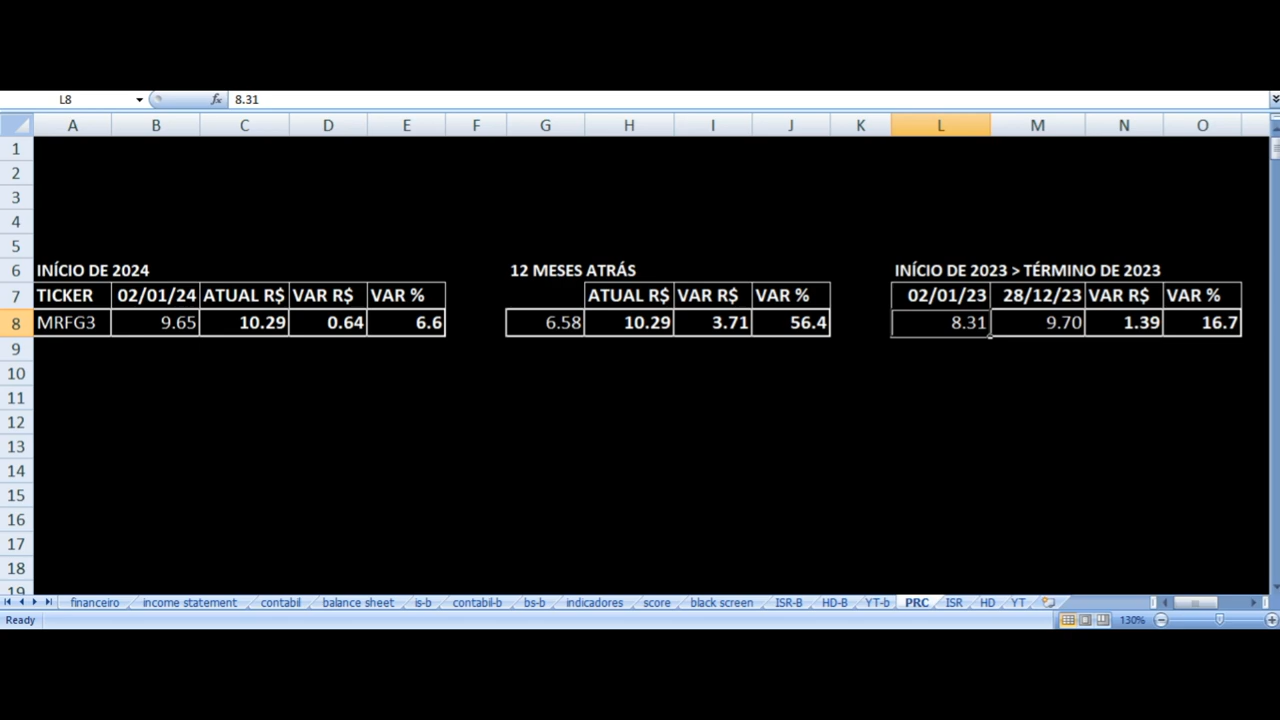 L8 fx 8.31
A B C D E F G H I J K L M N O
1
2
3
4
5
6 INÍCIO DE 2024 12 MESES ATRÁS INÍCIO DE 2023 > TÉRMINO DE 2023
7 TICKER 02/01/24 ATUAL R$ VAR R$ VAR % ATUAL R$ VAR R$ VAR % 02/01/23 28/12/23 VAR R$ VAR %
8 MRFG3 9.65 10.29 0.64 6.6 6.58 10.29 3.71 56.4 8.31 9.70 1.39 16.7
9
10
11
12
13
14
15
16
17
18
19
financeiro income statement contabil balance sheet is-b contabil-b bs-b indicadores score black screen ISR-B HD-B YT-b PRC ISR HD YT
Ready 130%